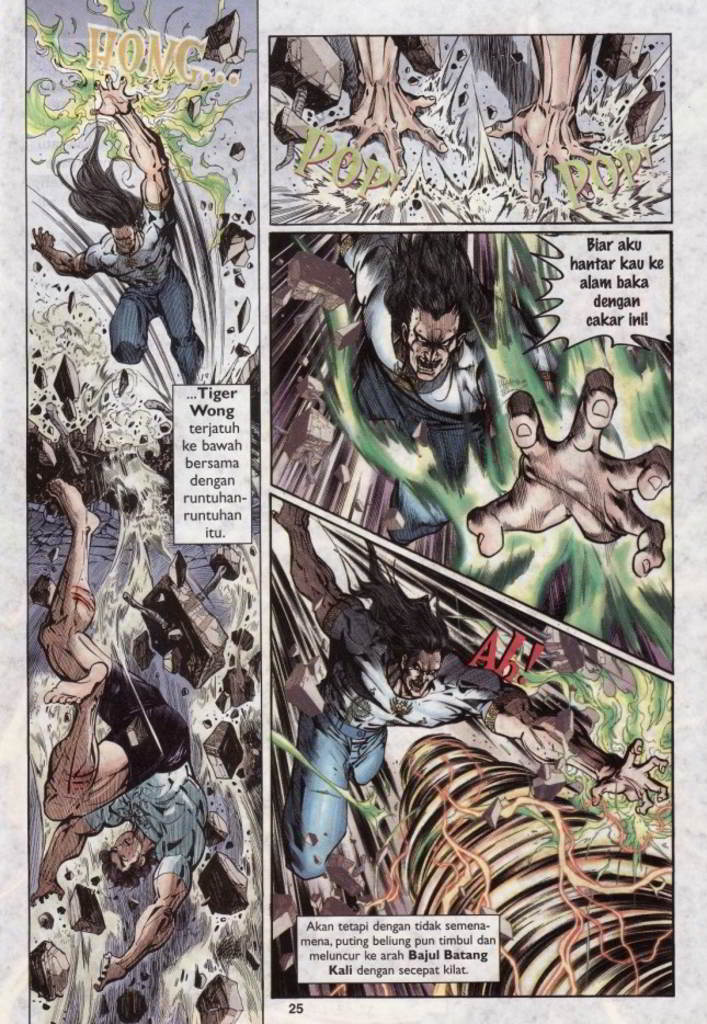 HONG...
...Tiger
Wong
terjatuh
ke bawah
bersama
dengan
runtuhan-
runtuhan
itu.
POP! POP!
Biar aku
hantar kau ke
alam baka
dengan
cakar ini!
Ah!
Akan tetapi dengan tidak semena-
mena, puting beliung pun timbul dan
meluncur ke arah Bajul Batang
Kali dengan secepat kilat.
25